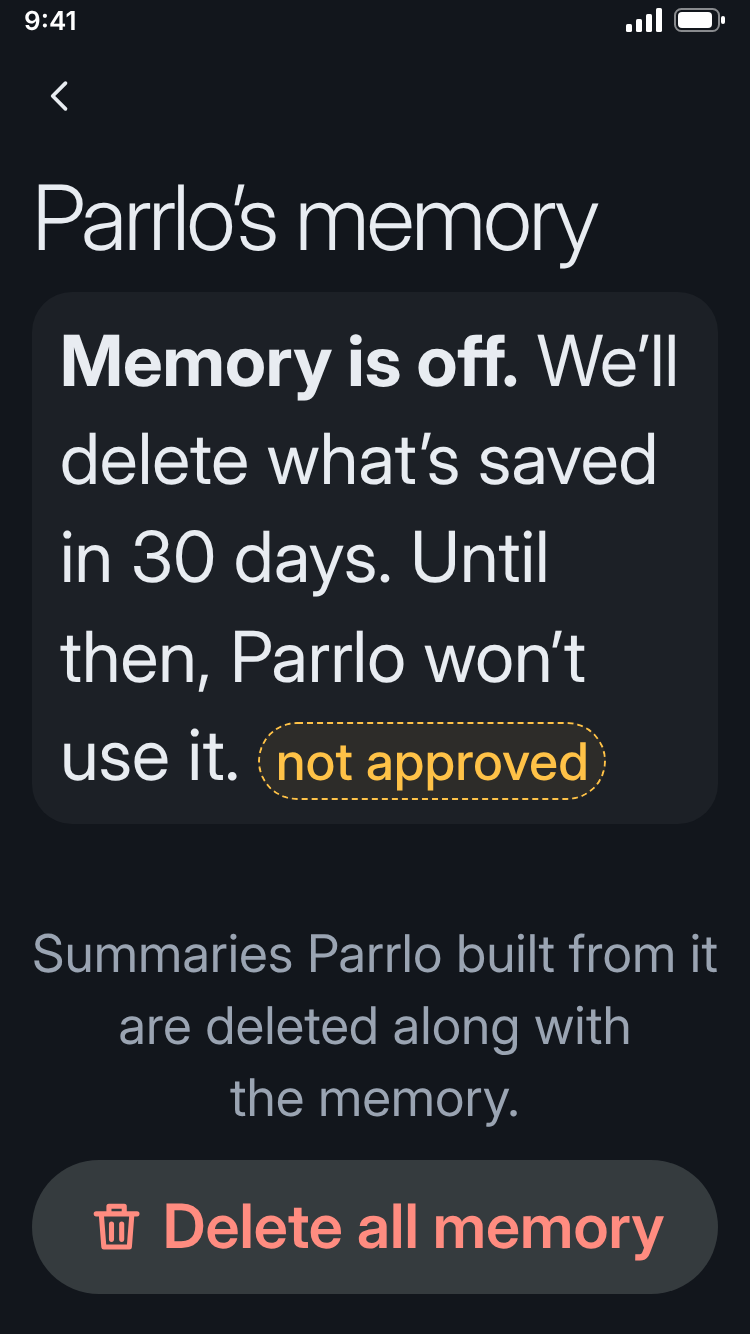 9:41
Parrlo’s memory
Memory is off. We’ll
delete what’s saved
in 30 days. Until
then, Parrlo won’t
use it. not approved
Summaries Parrlo built from it
are deleted along with
the memory.
Delete all memory